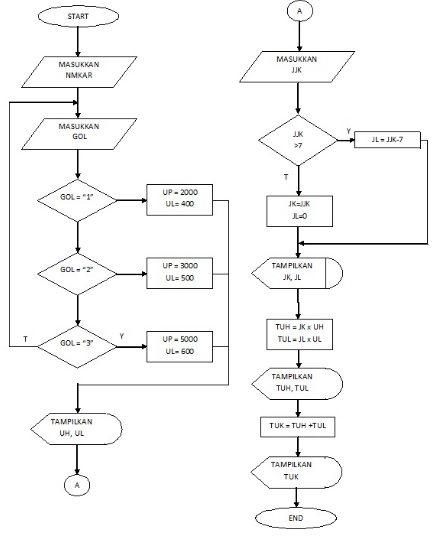 START
MASUKKAN
NMKAR
MASUKKAN
GOL
GOL = "1"
UP = 2000
UL= 400
GOL = "2"
UP = 3000
UL= 500
T
GOL = "3"
Y
UP = 5000
UL= 600
TAMPILKAN
UH, UL
A
A
MASUKKAN
JJK
JJK
>7
Y
JL = JJK-7
T
JK=JJK
JL=0
TAMPILKAN
JK, JL
TUH = JK x UH
TUL = JL x UL
TAMPILKAN
TUH, TUL
TUK = TUH +TUL
TAMPILKAN
TUK
END